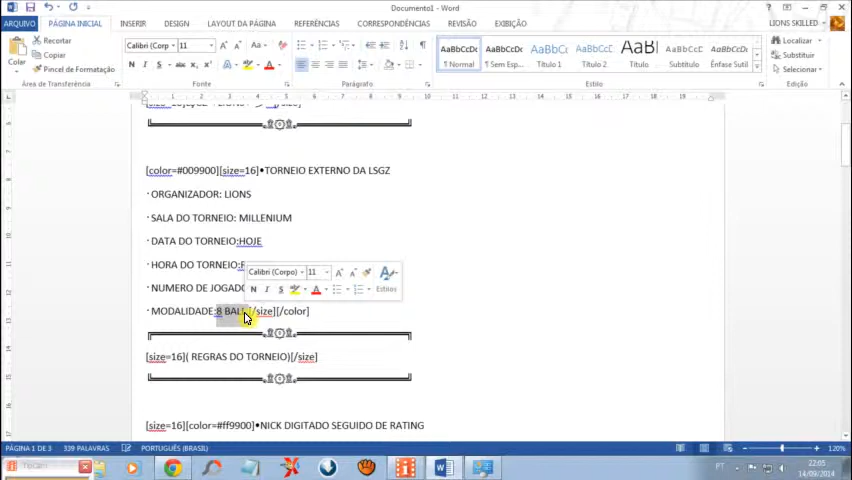 Documento1 - Word
ARQUIVO PÁGINA INICIAL INSERIR DESIGN LAYOUT DA PÁGINA REFERÊNCIAS CORRESPONDÊNCIAS REVISÃO EXIBIÇÃO LIONS SKILLED
Colar
Recortar
Copiar
Pincel de Formatação
Área de Transferência
Calibri (Corp 11
Fonte
Parágrafo
AaBbCcDc AaBbCcDc AaBbCc AaBbCcD AaBl AaBbCcC AaBbCcDc
¶ Normal ¶ Sem Esp... Título 1 Título 2 Título Subtítulo Ênfase Sutil
Estilo
Localizar
Substituir
Selecionar
Edição
[color=#009900][size=16]•TORNEIO EXTERNO DA LSGZ
· ORGANIZADOR: LIONS
· SALA DO TORNEIO: MILLENIUM
· DATA DO TORNEIO:HOJE
· HORA DO TORNEIO:
· NUMERO DE JOGADO
Calibri (Corpo) 11
N I S Estilos
· MODALIDADE:8 BALL[/size][/color]
[size=16]( REGRAS DO TORNEIO)[/size]
[size=16][color=#ff9900]•NICK DIGITADO SEGUIDO DE RATING
PÁGINA 1 DE 3 339 PALAVRAS PORTUGUÊS (BRASIL) 120%
TipCam
PT
22:05
14/09/2014